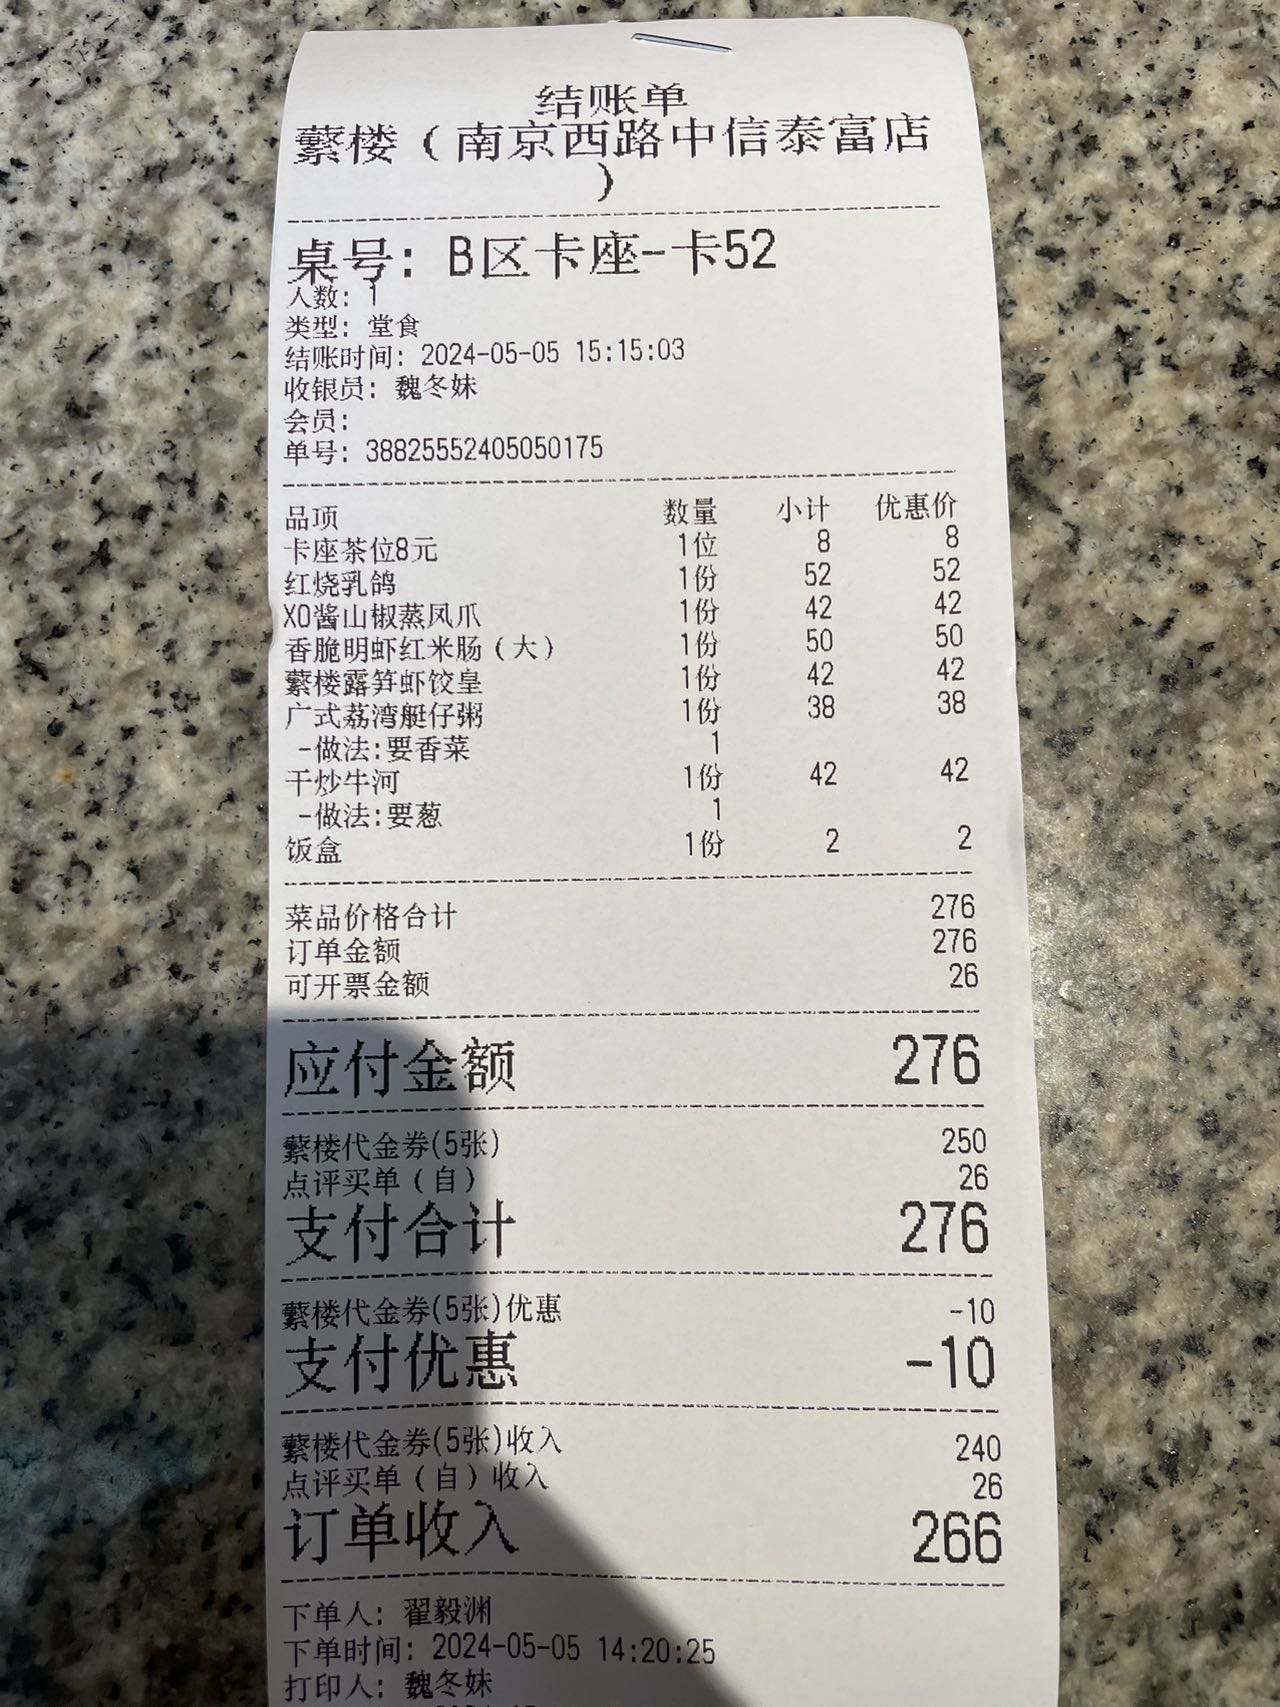 结账单
蘩楼（南京西路中信泰富店
）
桌号: B区卡座-卡52
人数: 1
类型: 堂食
结账时间: 2024-05-05 15:15:03
收银员: 魏冬妹
会员:
单号: 38825552405050175
品项 数量 小计 优惠价
卡座茶位8元 1位 8 8
红烧乳鸽 1份 52 52
XO酱山椒蒸凤爪 1份 42 42
香脆明虾红米肠（大） 1份 50 50
蘩楼露笋虾饺皇 1份 42 42
广式荔湾艇仔粥 1份 38 38
-做法:要香菜 1
干炒牛河 1份 42 42
-做法:要葱 1
饭盒 1份 2 2
菜品价格合计 276
订单金额 276
可开票金额 26
应付金额 276
蘩楼代金券(5张) 250
点评买单（自） 26
支付合计 276
蘩楼代金券(5张)优惠 -10
支付优惠 -10
蘩楼代金券(5张)收入 240
点评买单（自）收入 26
订单收入 266
下单人: 翟毅渊
下单时间: 2024-05-05 14:20:25
打印人: 魏冬妹